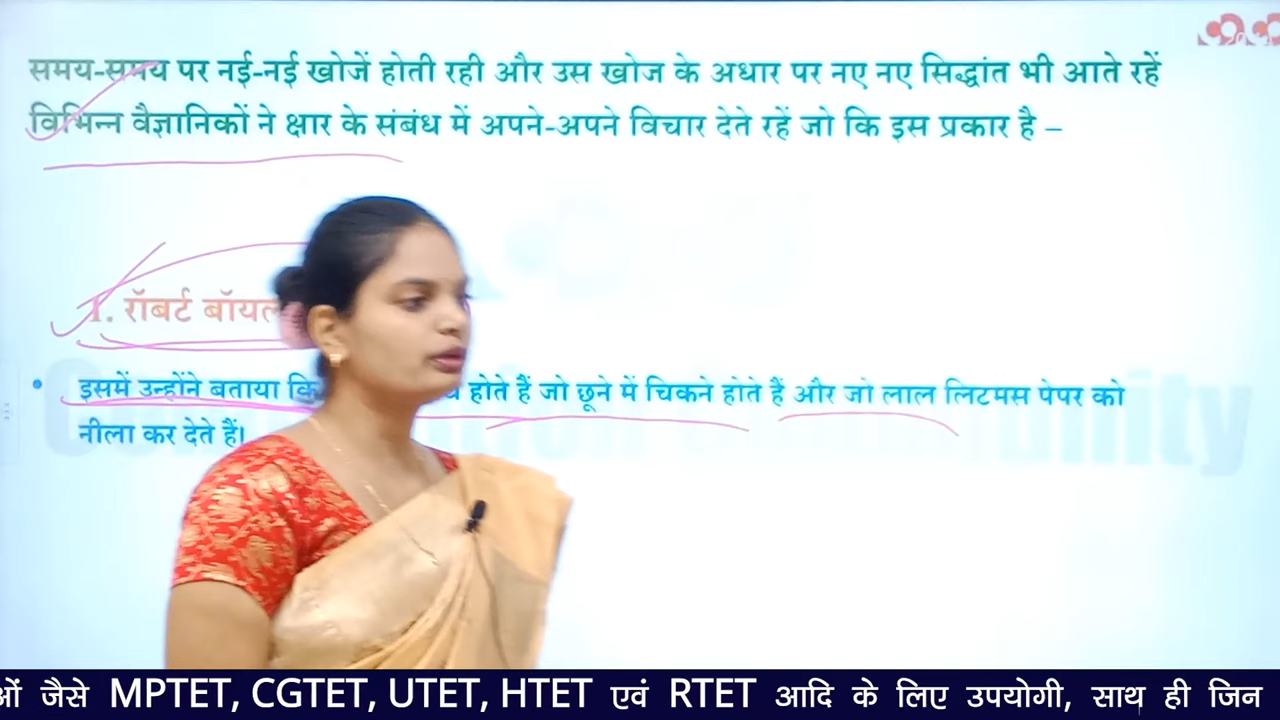 समय-समय पर नई-नई खोजें होती रही और उस खोज के अधार पर नए नए सिद्धांत भी आते रहें
विभिन्न वैज्ञानिकों ने क्षार के संबंध में अपने-अपने विचार देते रहें जो कि इस प्रकार है –
1. रॉबर्ट बॉयल
इसमें उन्होंने बताया कि होते हैं जो छूने में चिकने होते हैं और जो लाल लिटमस पेपर को
नीला कर देते हैं।
जैसे MPTET, CGTET, UTET, HTET एवं RTET आदि के लिए उपयोगी, साथ ही जिन